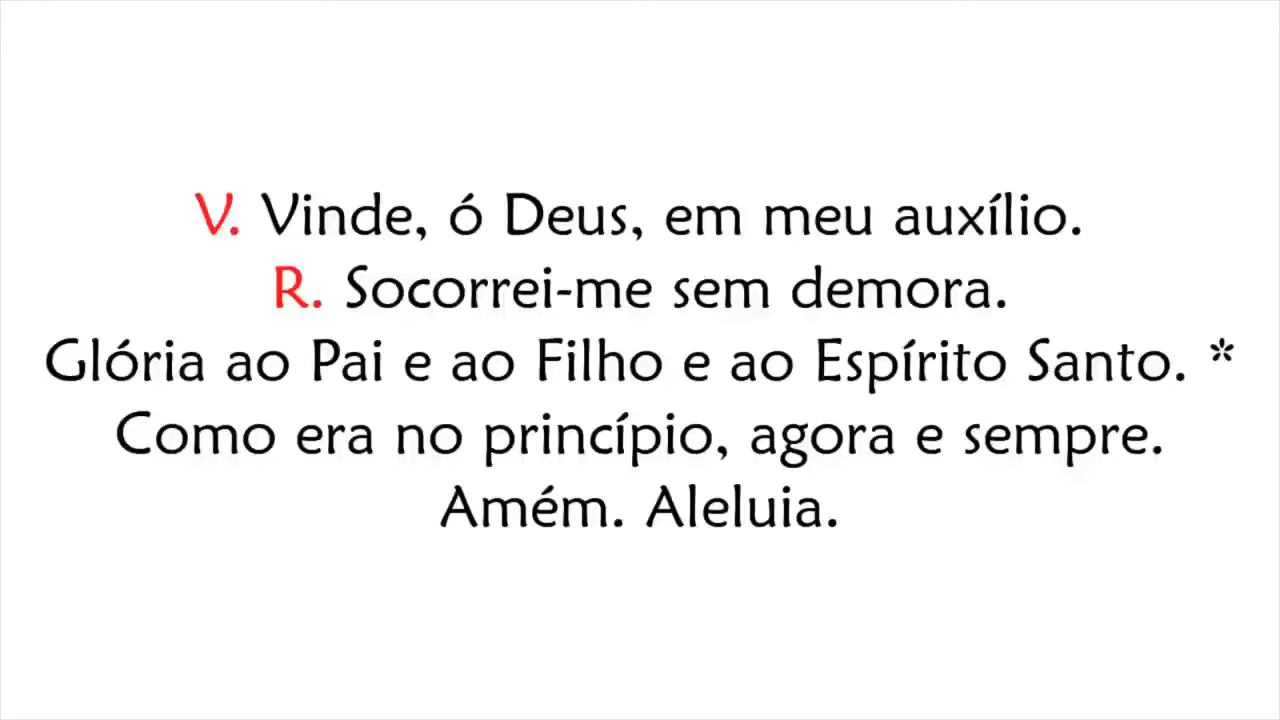 V. Vinde, ó Deus, em meu auxílio.
R. Socorrei-me sem demora.
Glória ao Pai e ao Filho e ao Espírito Santo. *
Como era no princípio, agora e sempre.
Amém. Aleluia.